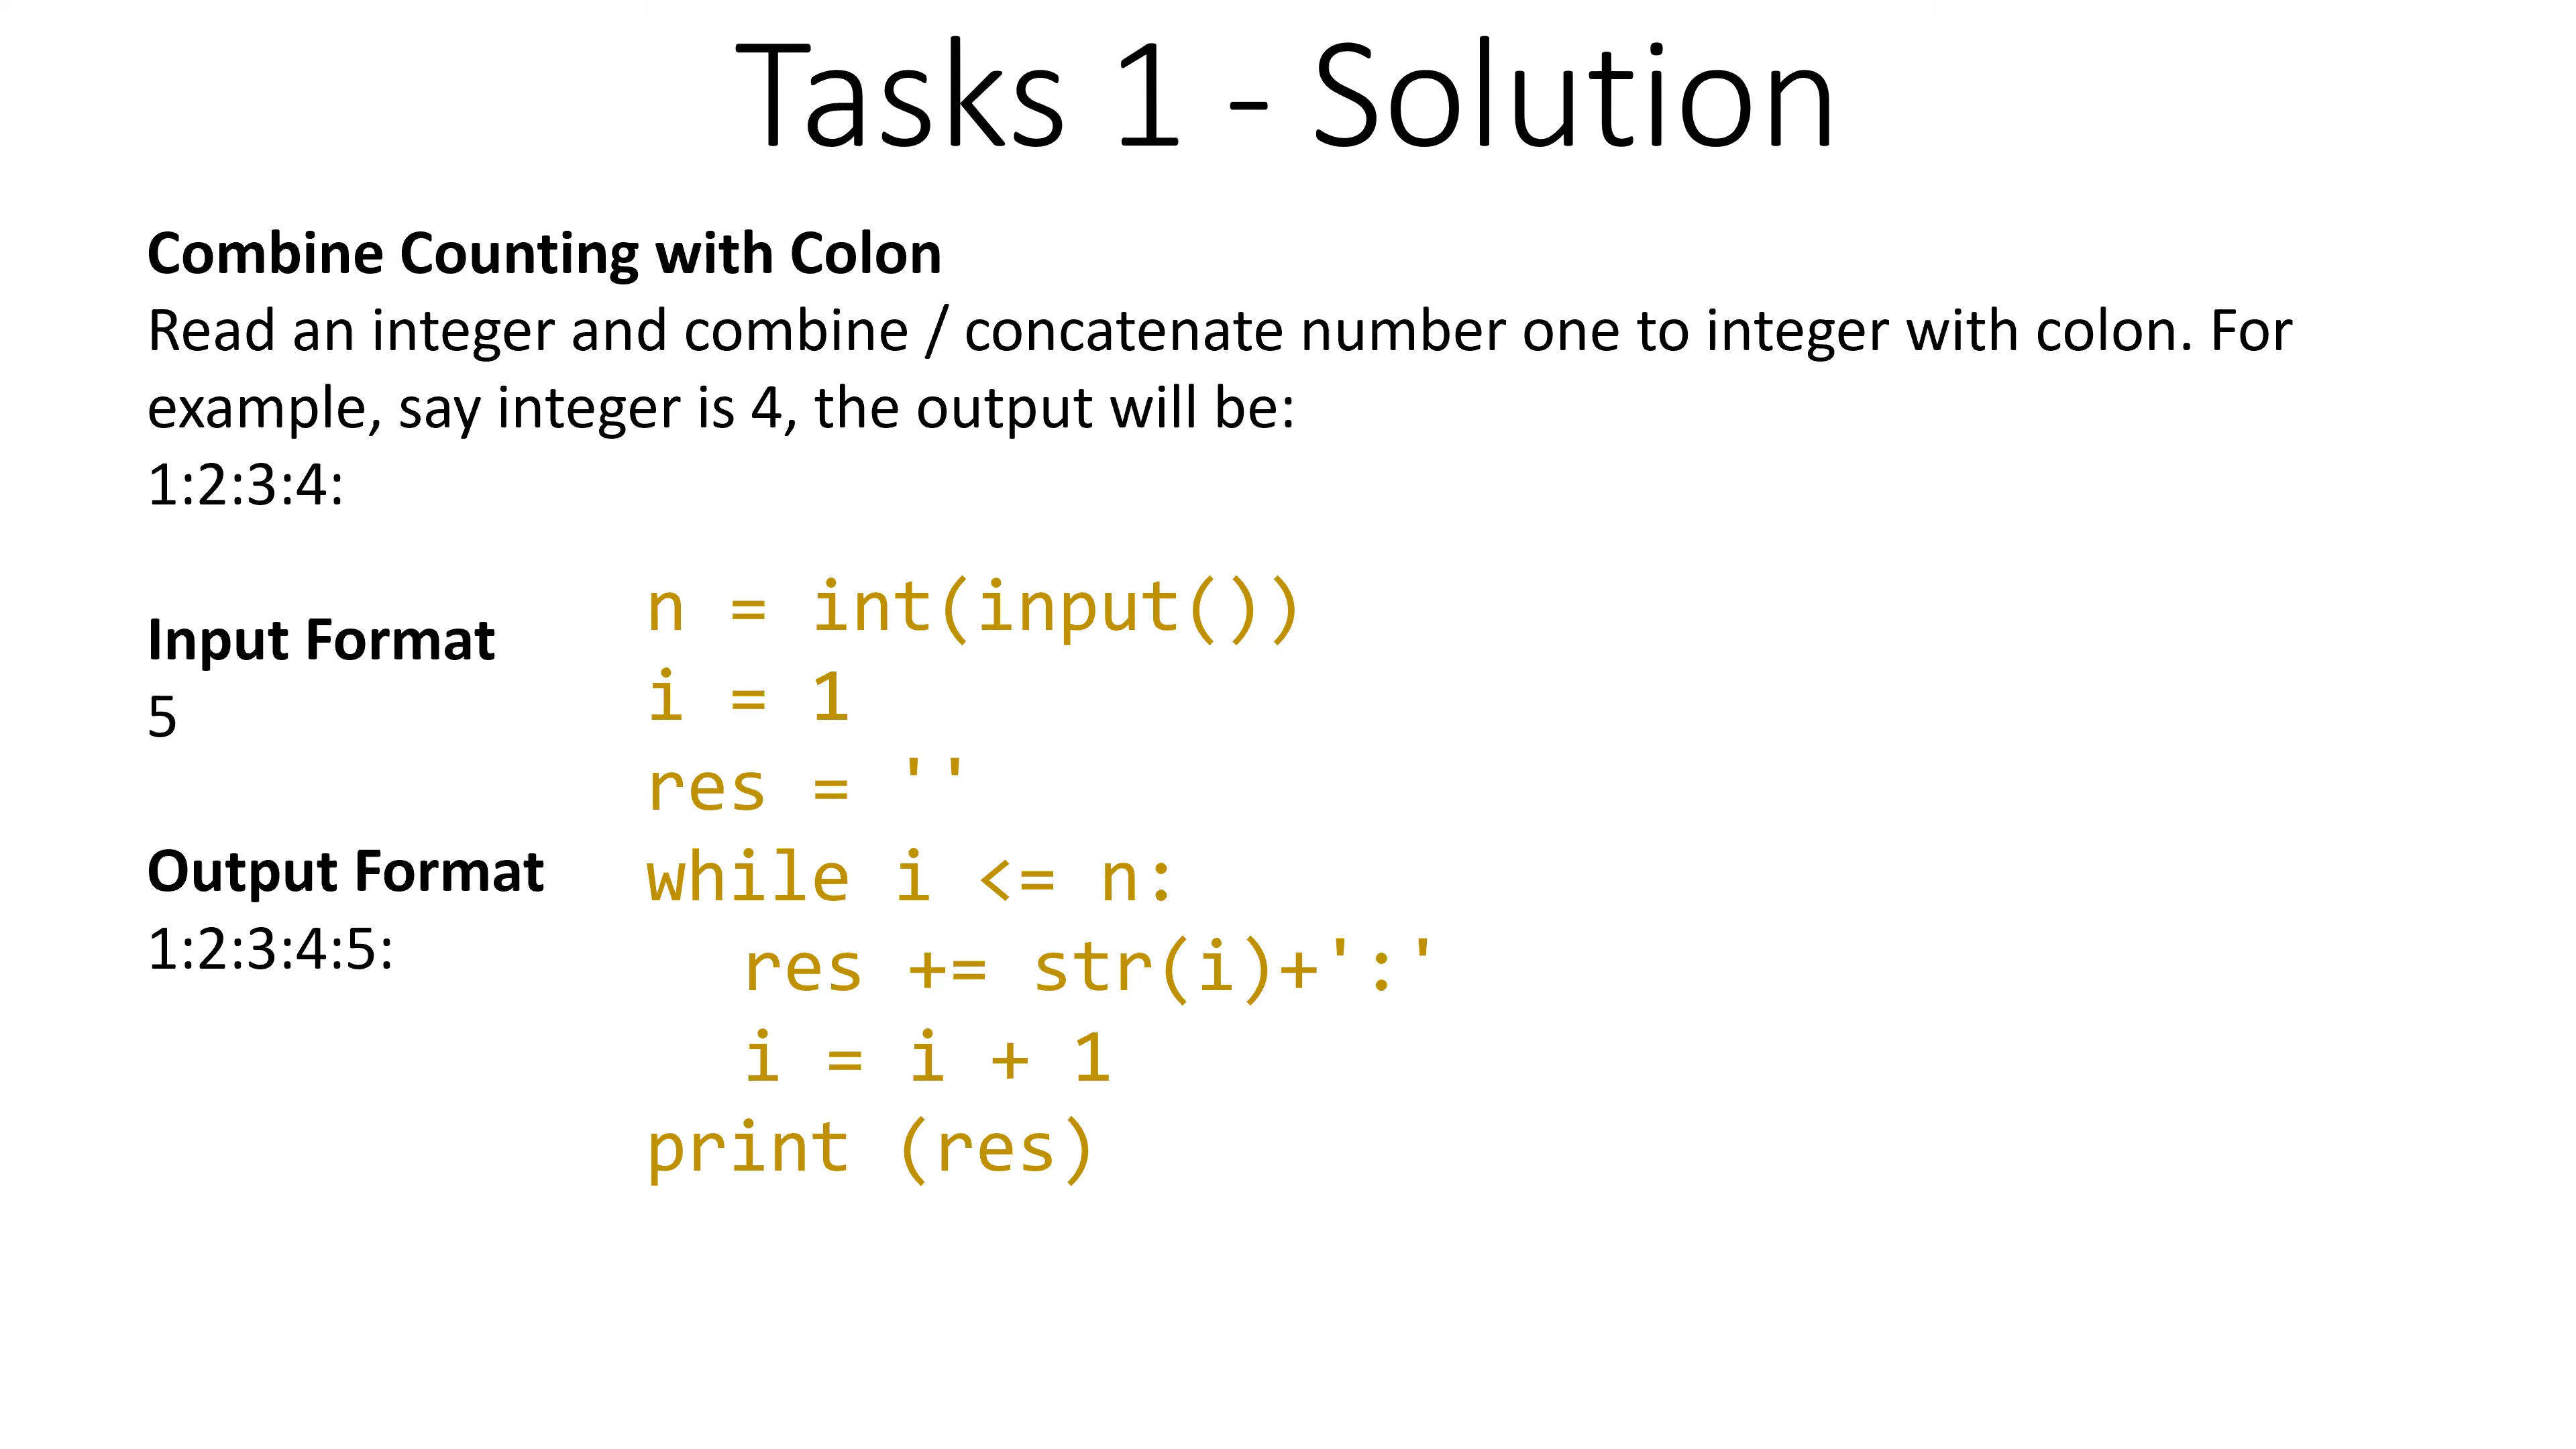 Tasks 1 - Solution
Combine Counting with Colon
Read an integer and combine / concatenate number one to integer with colon. For
example, say integer is 4, the output will be:
1:2:3:4:
Input Format
5
Output Format
1:2:3:4:5:
n = int(input())
i = 1
res = ''
while i <= n:
  res += str(i)+':'
  i = i + 1
print (res)